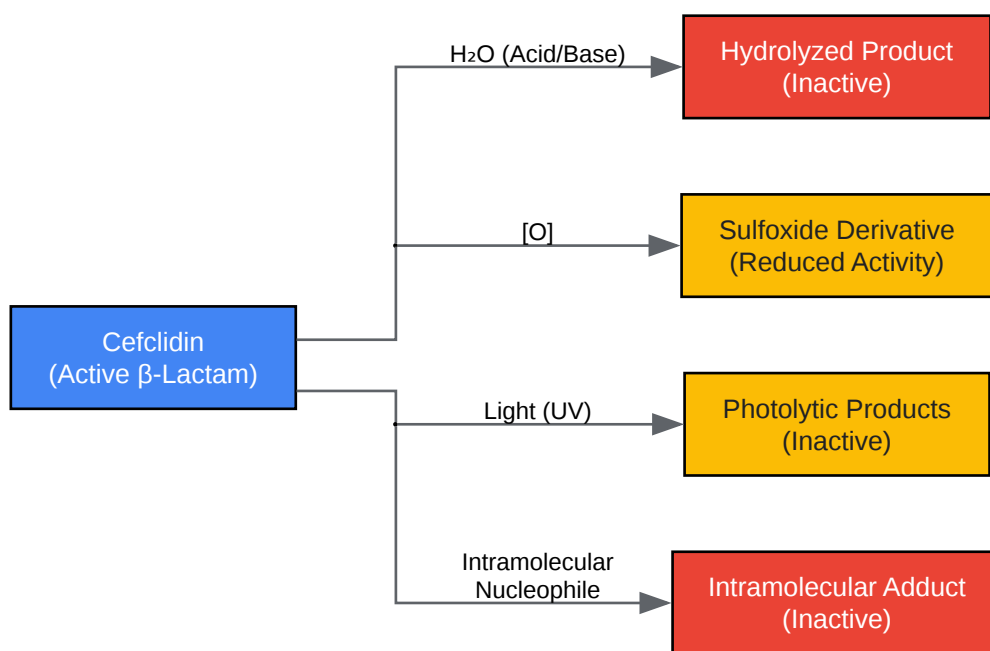 H₂O (Acid/Base)
Hydrolyzed Product
(Inactive)
[O]
Sulfoxide Derivative
(Reduced Activity)
Cefclidin
(Active β-Lactam)
Light (UV)
Photolytic Products
(Inactive)
Intramolecular
Nucleophile
Intramolecular Adduct
(Inactive)